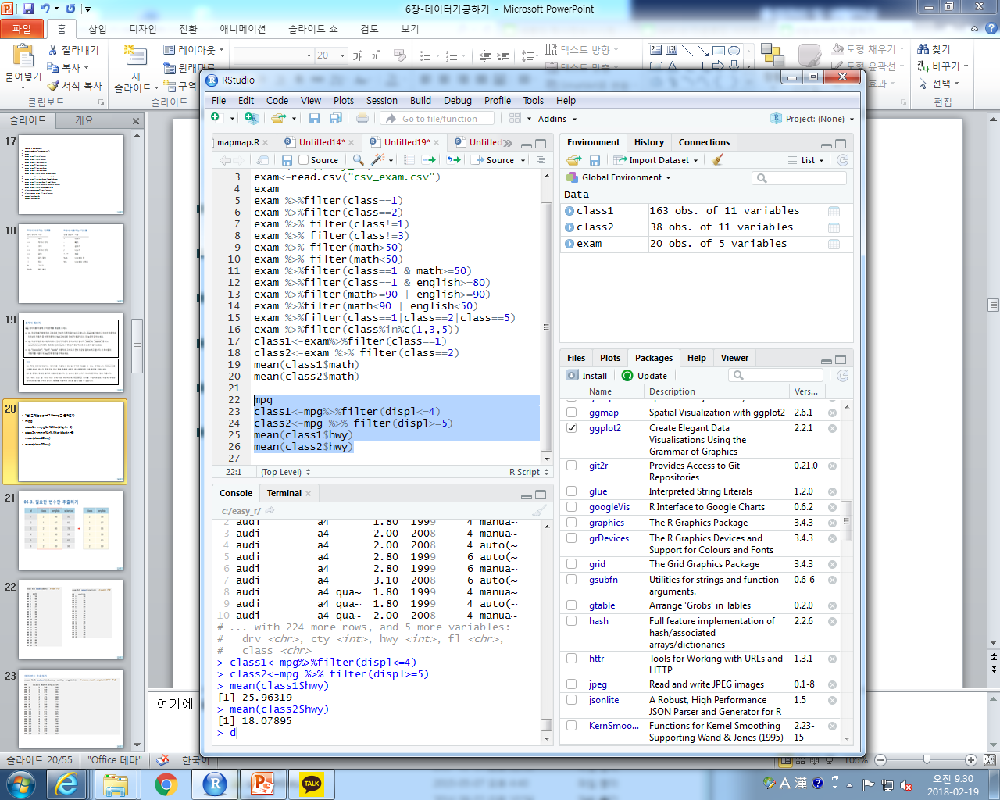 6장-데이터가공하기 - Microsoft PowerPoint
파일 홈 삽입 디자인 전환 애니메이션 슬라이드 쇼 검토 보기
붙여넣기
잘라내기
복사
서식 복사
클립보드
새 슬라이드
레이아웃
구역
슬라이드
20
텍스트 방향
도형 채우기
도형 윤곽선
효과
찾기
바꾸기
선택
편집
슬라이드 개요
17
18
19
20
21
06-3. 필요한 변수만 추출하기
22
23
RStudio
File Edit Code View Plots Session Build Debug Profile Tools Help
Go to file/function
Addins
Project: (None)
mapmap.R
Untitled14*
Untitled19*
Untitled
Source
Source
3 exam<-read.csv("csv_exam.csv")
4 exam
5 exam %>%filter(class==1)
6 exam %>%filter(class==2)
7 exam %>% filter(class!=1)
8 exam %>% filter(class!=3)
9 exam %>% filter(math>50)
10 exam %>% filter(math<50)
11 exam %>%filter(class==1 & math>=50)
12 exam %>%filter(class==1 & english>=80)
13 exam %>%filter(math>=90 | english>=90)
14 exam %>%filter(math<90 | english<50)
15 exam %>%filter(class==1|class==2|class==5)
16 exam %>%filter(class%in%c(1,3,5))
17 class1<-exam%>%filter(class==1)
18 class2<-exam %>% filter(class==2)
19 mean(class1$math)
20 mean(class2$math)
21
22 mpg
23 class1<-mpg%>%filter(displ<=4)
24 class2<-mpg %>% filter(displ>=5)
25 mean(class1$hwy)
26 mean(class2$hwy)
27
22:1 (Top Level) R Script
Console Terminal
c:/easy_r/
2 audi a4 1.80 1999 4 manua~
3 audi a4 2.00 2008 4 manua~
4 audi a4 2.00 2008 4 auto(~
5 audi a4 2.80 1999 6 auto(~
6 audi a4 2.80 1999 6 manua~
7 audi a4 3.10 2008 6 auto(~
8 audi a4 qua~ 1.80 1999 4 manua~
9 audi a4 qua~ 1.80 1999 4 auto(~
10 audi a4 qua~ 2.00 2008 4 manua~
# ... with 224 more rows, and 5 more variables:
# drv <chr>, cty <int>, hwy <int>, fl <chr>,
# class <chr>
> class1<-mpg%>%filter(displ<=4)
> class2<-mpg %>% filter(displ>=5)
> mean(class1$hwy)
[1] 25.96319
> mean(class2$hwy)
[1] 18.07895
> d
Environment History Connections
Import Dataset
List
Global Environment
Data
class1 163 obs. of 11 variables
class2 38 obs. of 11 variables
exam 20 obs. of 5 variables
Files Plots Packages Help Viewer
Install Update
Name Description Vers...
ggmap Spatial Visualization with ggplot2 2.6.1
ggplot2 Create Elegant Data Visualisations Using the Grammar of Graphics 2.2.1
git2r Provides Access to Git Repositories 0.21.0
glue Interpreted String Literals 1.2.0
googleVis R Interface to Google Charts 0.6.2
graphics The R Graphics Package 3.4.3
grDevices The R Graphics Devices and Support for Colours and Fonts 3.4.3
grid The Grid Graphics Package 3.4.3
gsubfn Utilities for strings and function arguments. 0.6-6
gtable Arrange 'Grobs' in Tables 0.2.0
hash Full feature implementation of hash/associated arrays/dictionaries 2.2.6
httr Tools for Working with URLs and HTTP 1.3.1
jpeg Read and write JPEG images 0.1-8
jsonlite A Robust, High Performance JSON Parser and Generator for R 1.5
KernSmoo... Functions for Kernel Smoothing Supporting Wand & Jones (1995) 2.23-15
여기에
슬라이드 20/55 "Office 테마" 한국어
105%
TALK
A 漢
오전 9:30
2018-02-19